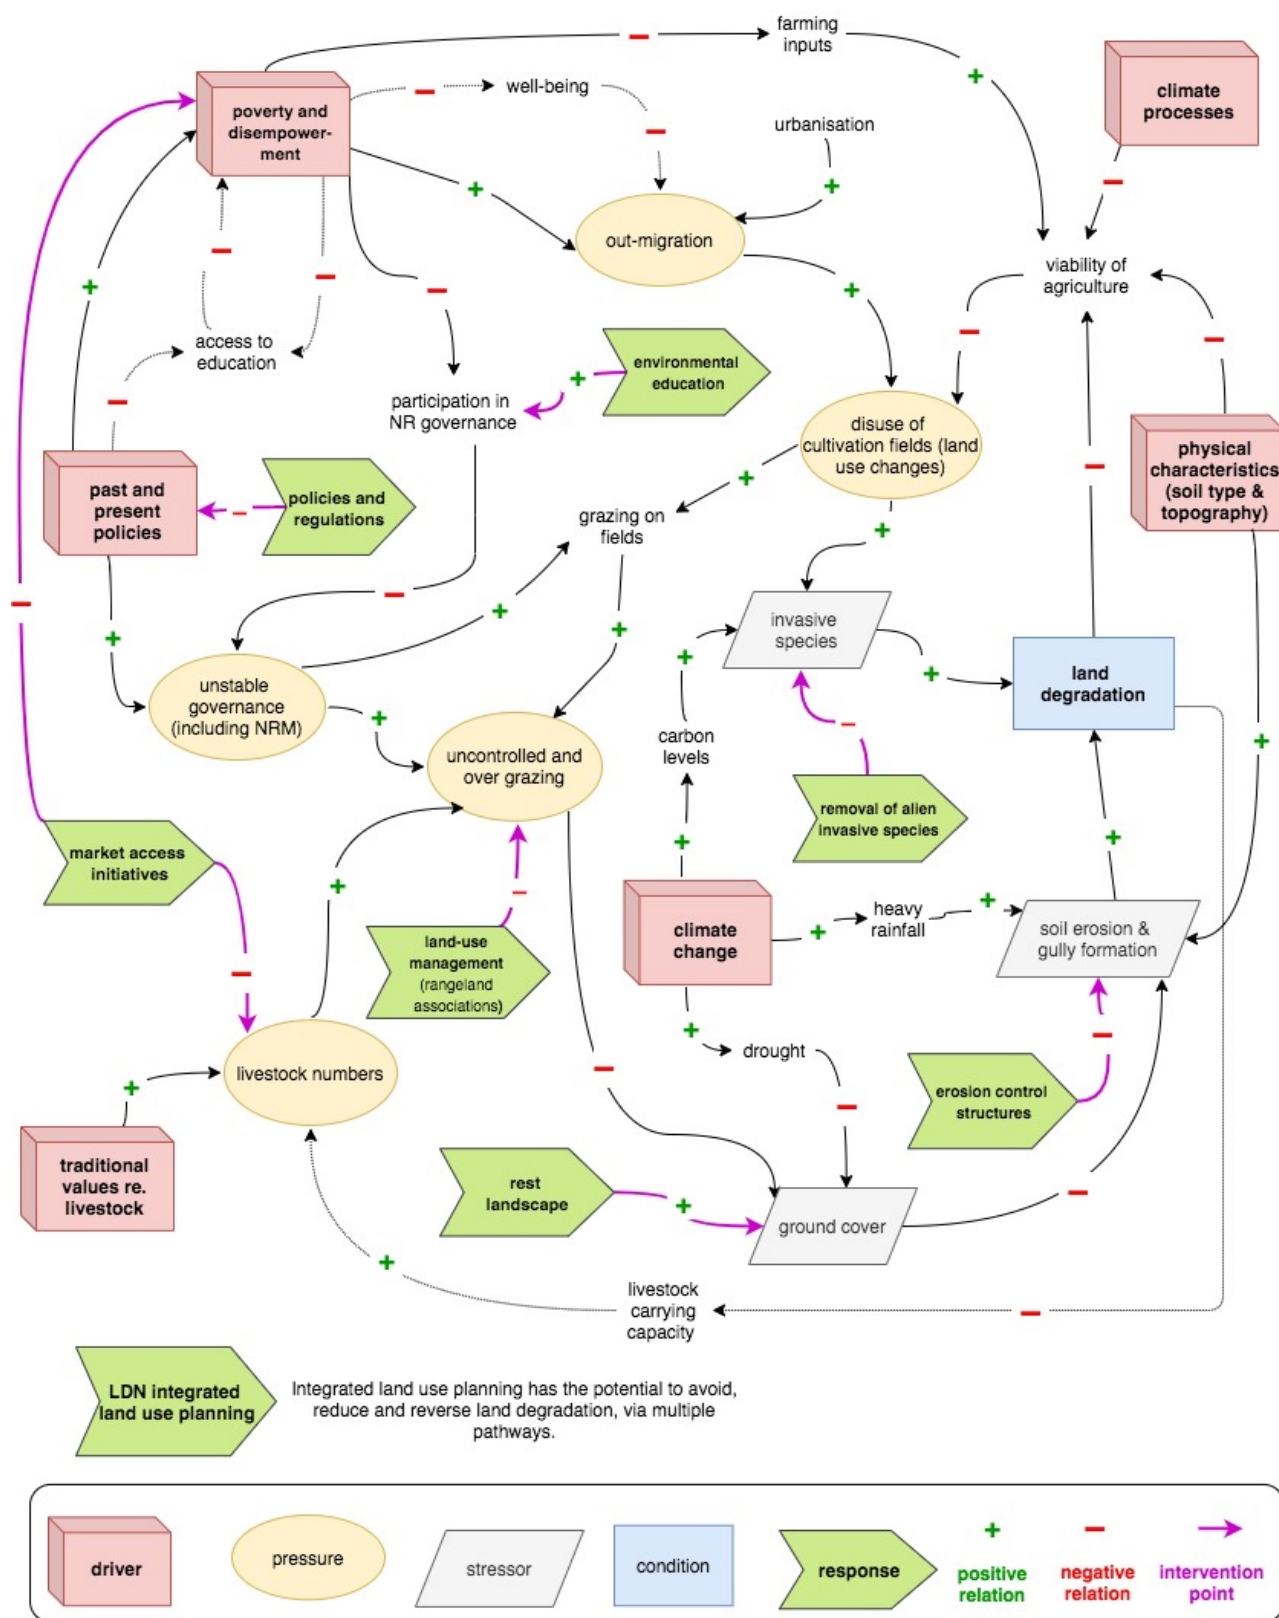 farming
inputs
climate
processes
well-being
poverty and
disempower-
ment
urbanisation
out-migration
viability of
agriculture
access to
education
environmental
education
participation in
NR governance
disuse of
cultivation fields (land
use changes)
physical
characteristics
(soil type &
topography)
past and
present
policies
policies and
regulations
grazing on
fields
invasive
species
land
degradation
unstable
governance
(including NRM)
carbon
levels
uncontrolled and
over grazing
removal of alien
invasive species
market access
initiatives
land-use
management
(rangeland
associations)
climate
change
heavy
rainfall
soil erosion &
gully formation
drought
livestock numbers
erosion control
structures
traditional
values re.
livestock
rest
landscape
ground cover
livestock
carrying
capacity
LDN integrated
land use planning
Integrated land use planning has the potential to avoid,
reduce and reverse land degradation, via multiple
pathways.
driver
pressure
stressor
condition
response
positive
relation
negative
relation
intervention
point